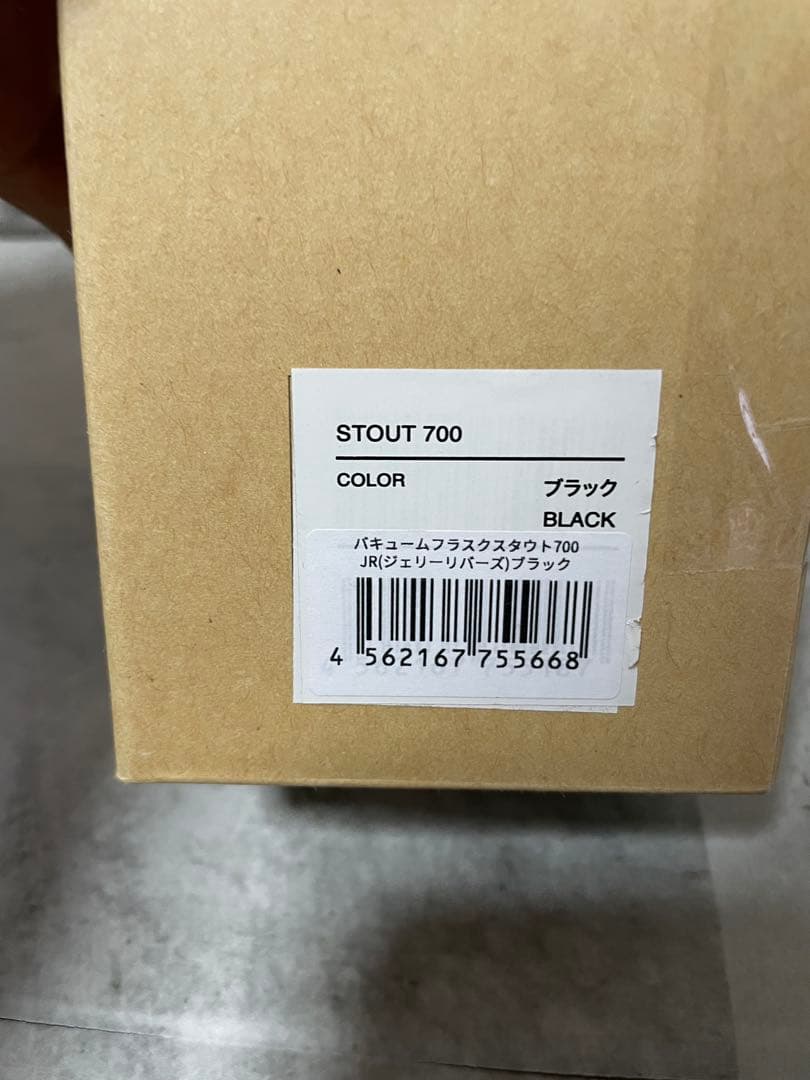 STOUT 700
COLOR ブラック
BLACK
バキュームフラスクスタウト700
JR(ジェリーリバーズ)ブラック
4 562167 755668